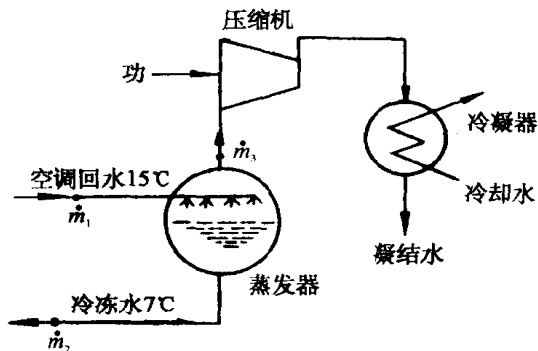 压缩机
功
ṁ₃
冷凝器
空调回水15℃
ṁ₁
冷却水
凝结水
蒸发器
冷冻水7℃
ṁ₂